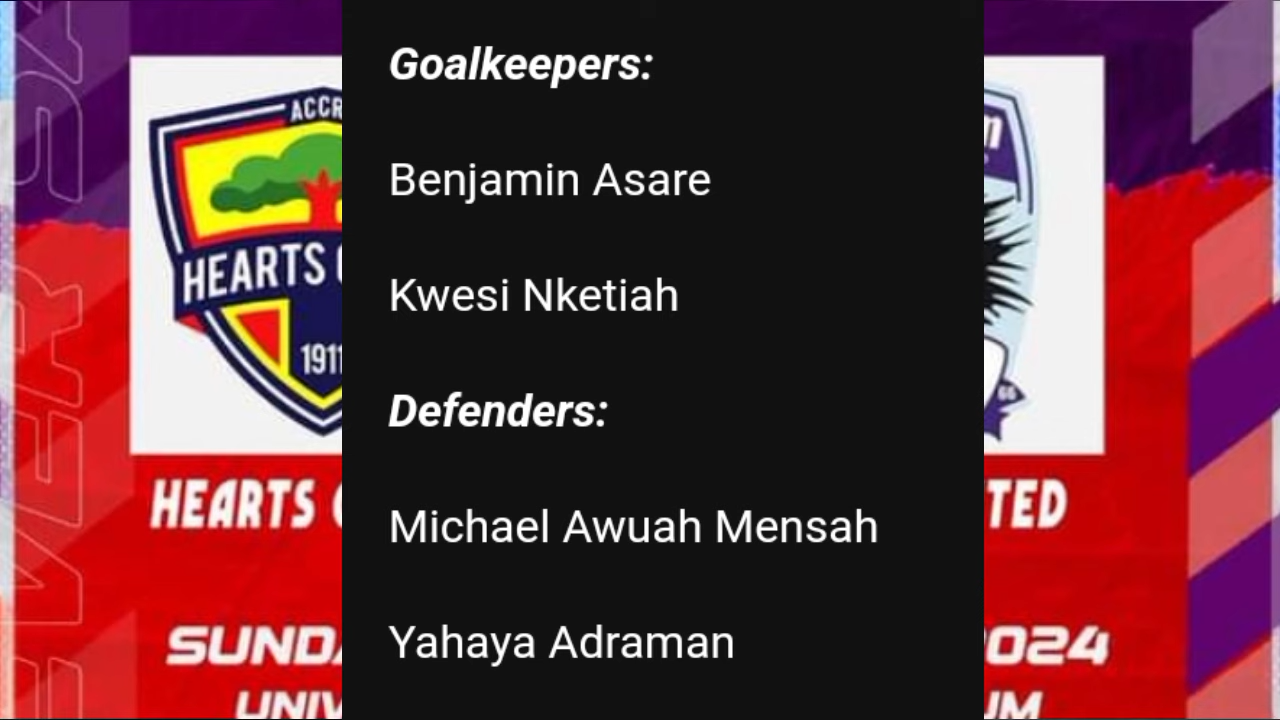 Goalkeepers:
Benjamin Asare
Kwesi Nketiah
Defenders:
Michael Awuah Mensah
Yahaya Adraman
ACCR
HEARTS
1911
HEARTS
TED
SUND
2024
UNIV
UM